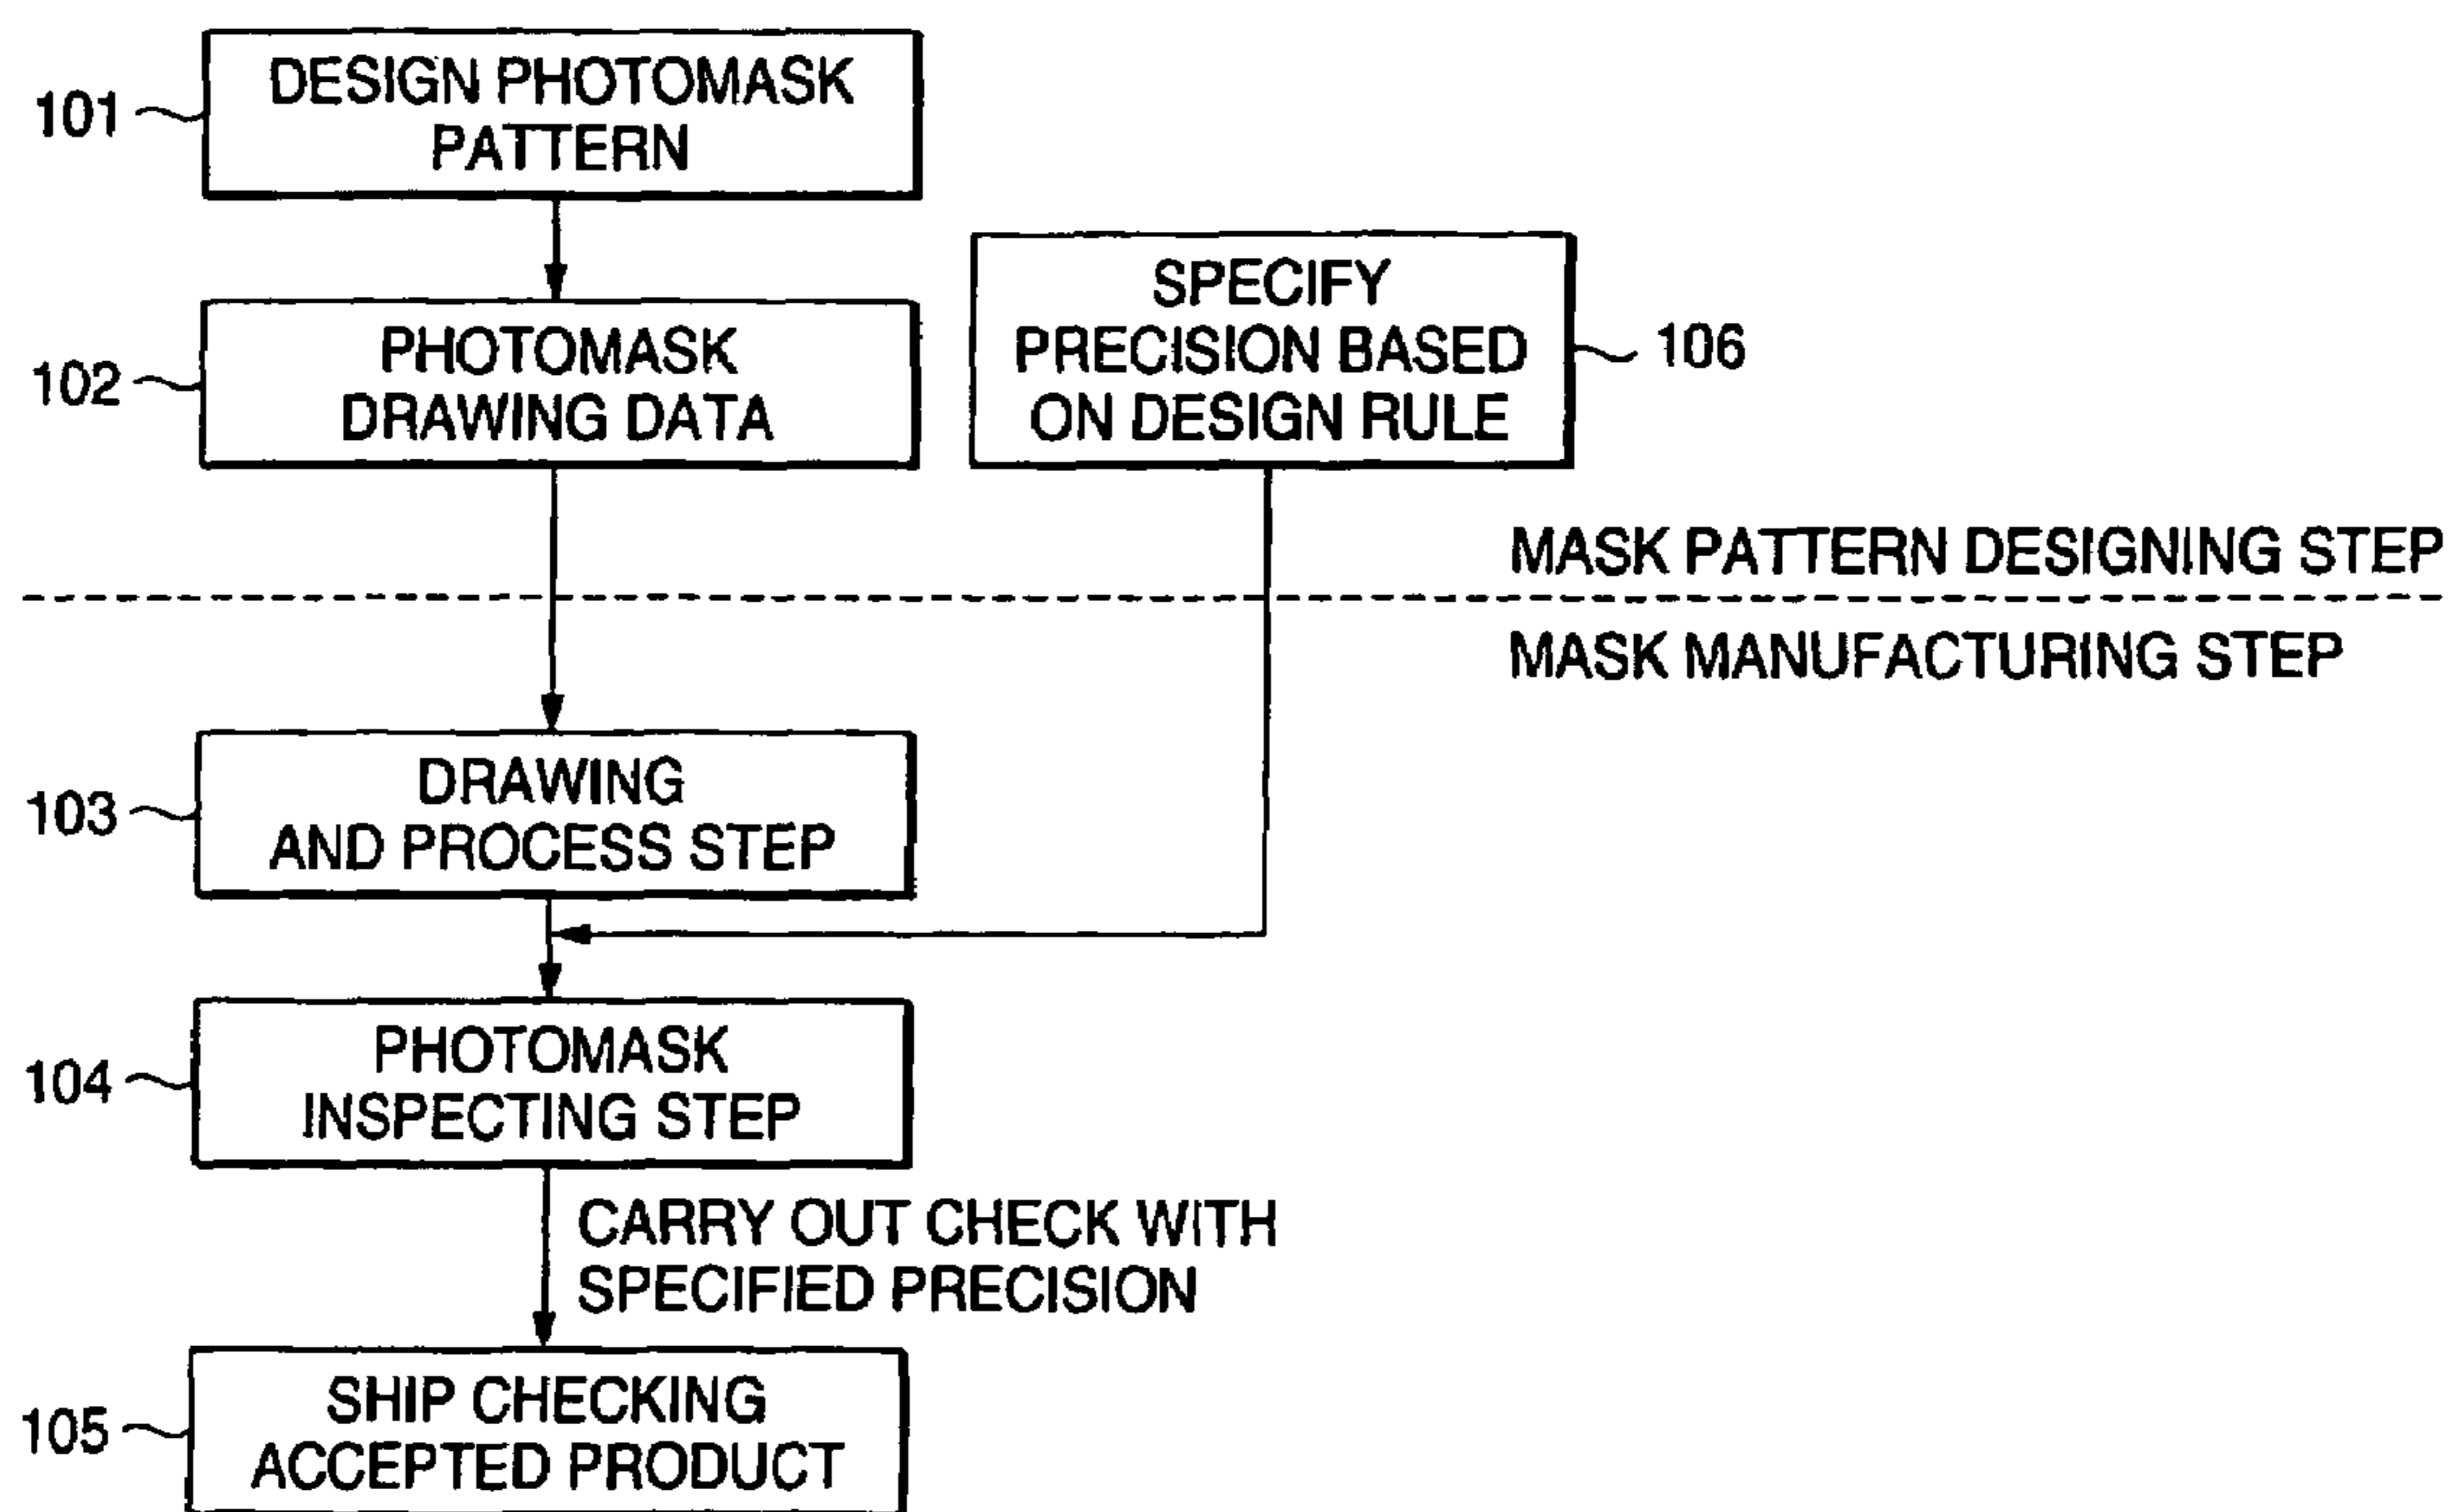 101
DESIGN PHOTOMASK
PATTERN
102
PHOTOMASK
DRAWING DATA
SPECIFY
PRECISION BASED
ON DESIGN RULE
106
MASK PATTERN DESIGNING STEP
MASK MANUFACTURING STEP
103
DRAWING
AND PROCESS STEP
104
PHOTOMASK
INSPECTING STEP
CARRY OUT CHECK WITH
SPECIFIED PRECISION
105
SHIP CHECKING
ACCEPTED PRODUCT